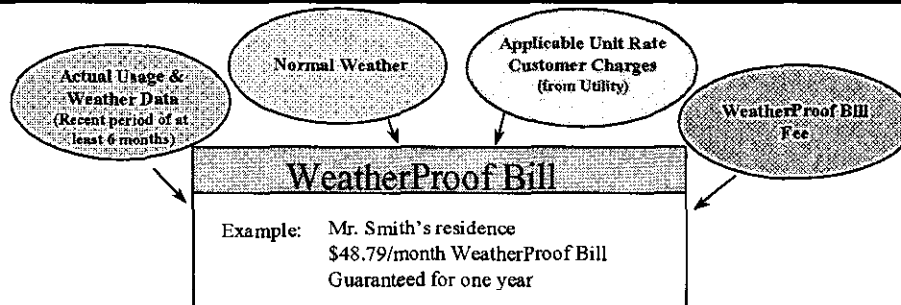 Actual Usage &
Weather Data
(Recent period of at
least 6 months)
Normal Weather
Applicable Unit Rate
Customer Charges
(from Utility)
WeatherProof Bill
Fee
WeatherProof Bill
Example: Mr. Smith's residence
$48.79/month WeatherProof Bill
Guaranteed for one year